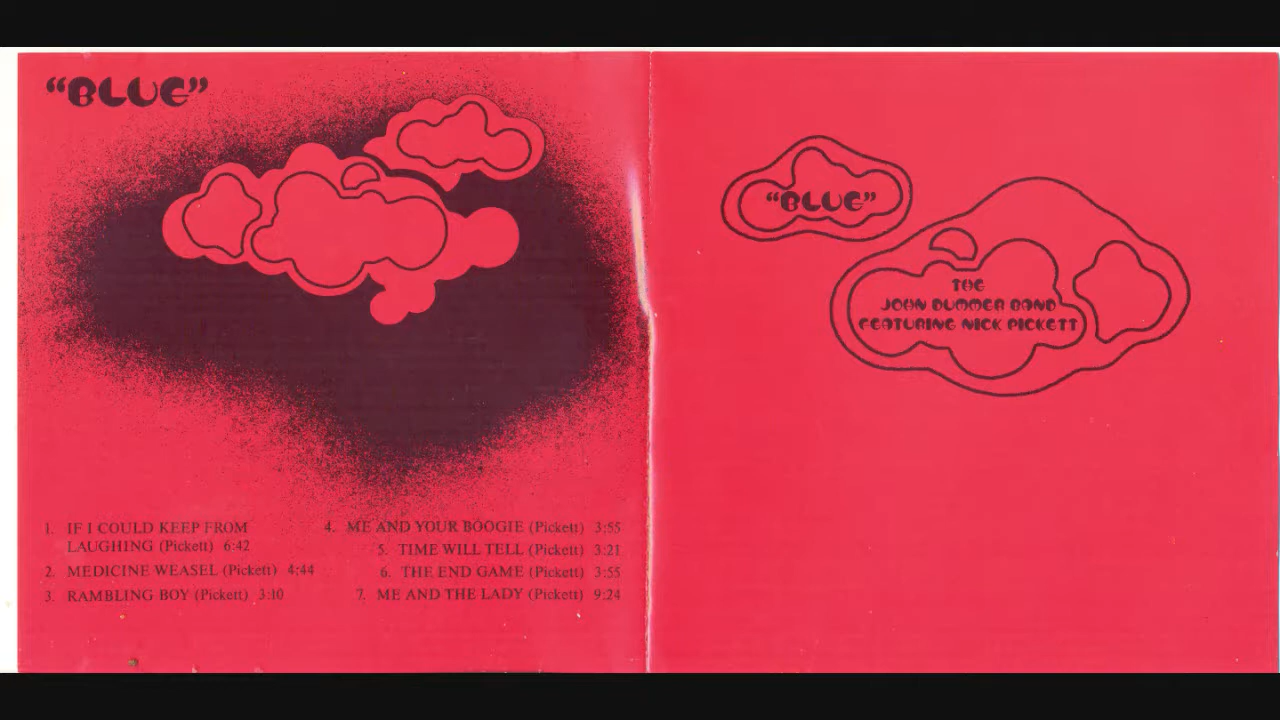 “BLUE”
1. IF I COULD KEEP FROM
LAUGHING (Pickett) 6:42
2. MEDICINE WEASEL (Pickett) 4:44
3. RAMBLING BOY (Pickett) 3:10
4. ME AND YOUR BOOGIE (Pickett) 3:55
5. TIME WILL TELL (Pickett) 3:21
6. THE END GAME (Pickett) 3:55
7. ME AND THE LADY (Pickett) 9:24
“BLUE”
THE
JOHN DUMMER BAND
FEATURING NICK PICKETT